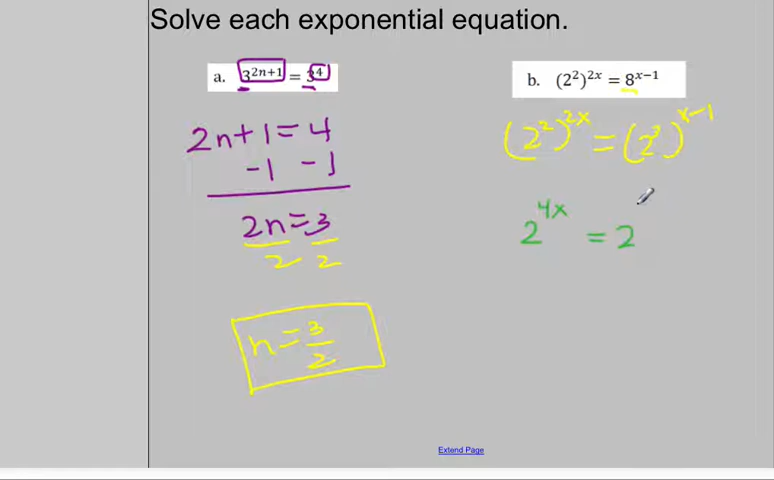 Solve each exponential equation.
a. 3^{2n+1} = 3^{4}
2n+1=4
-1 -1
2n=3
2 2
n=3/2
b. (2^{2})^{2x} = 8^{x−1}
(2^{2})^{2x} = (2^{3})^{x-1}
2^{4x} = 2
Extend Page